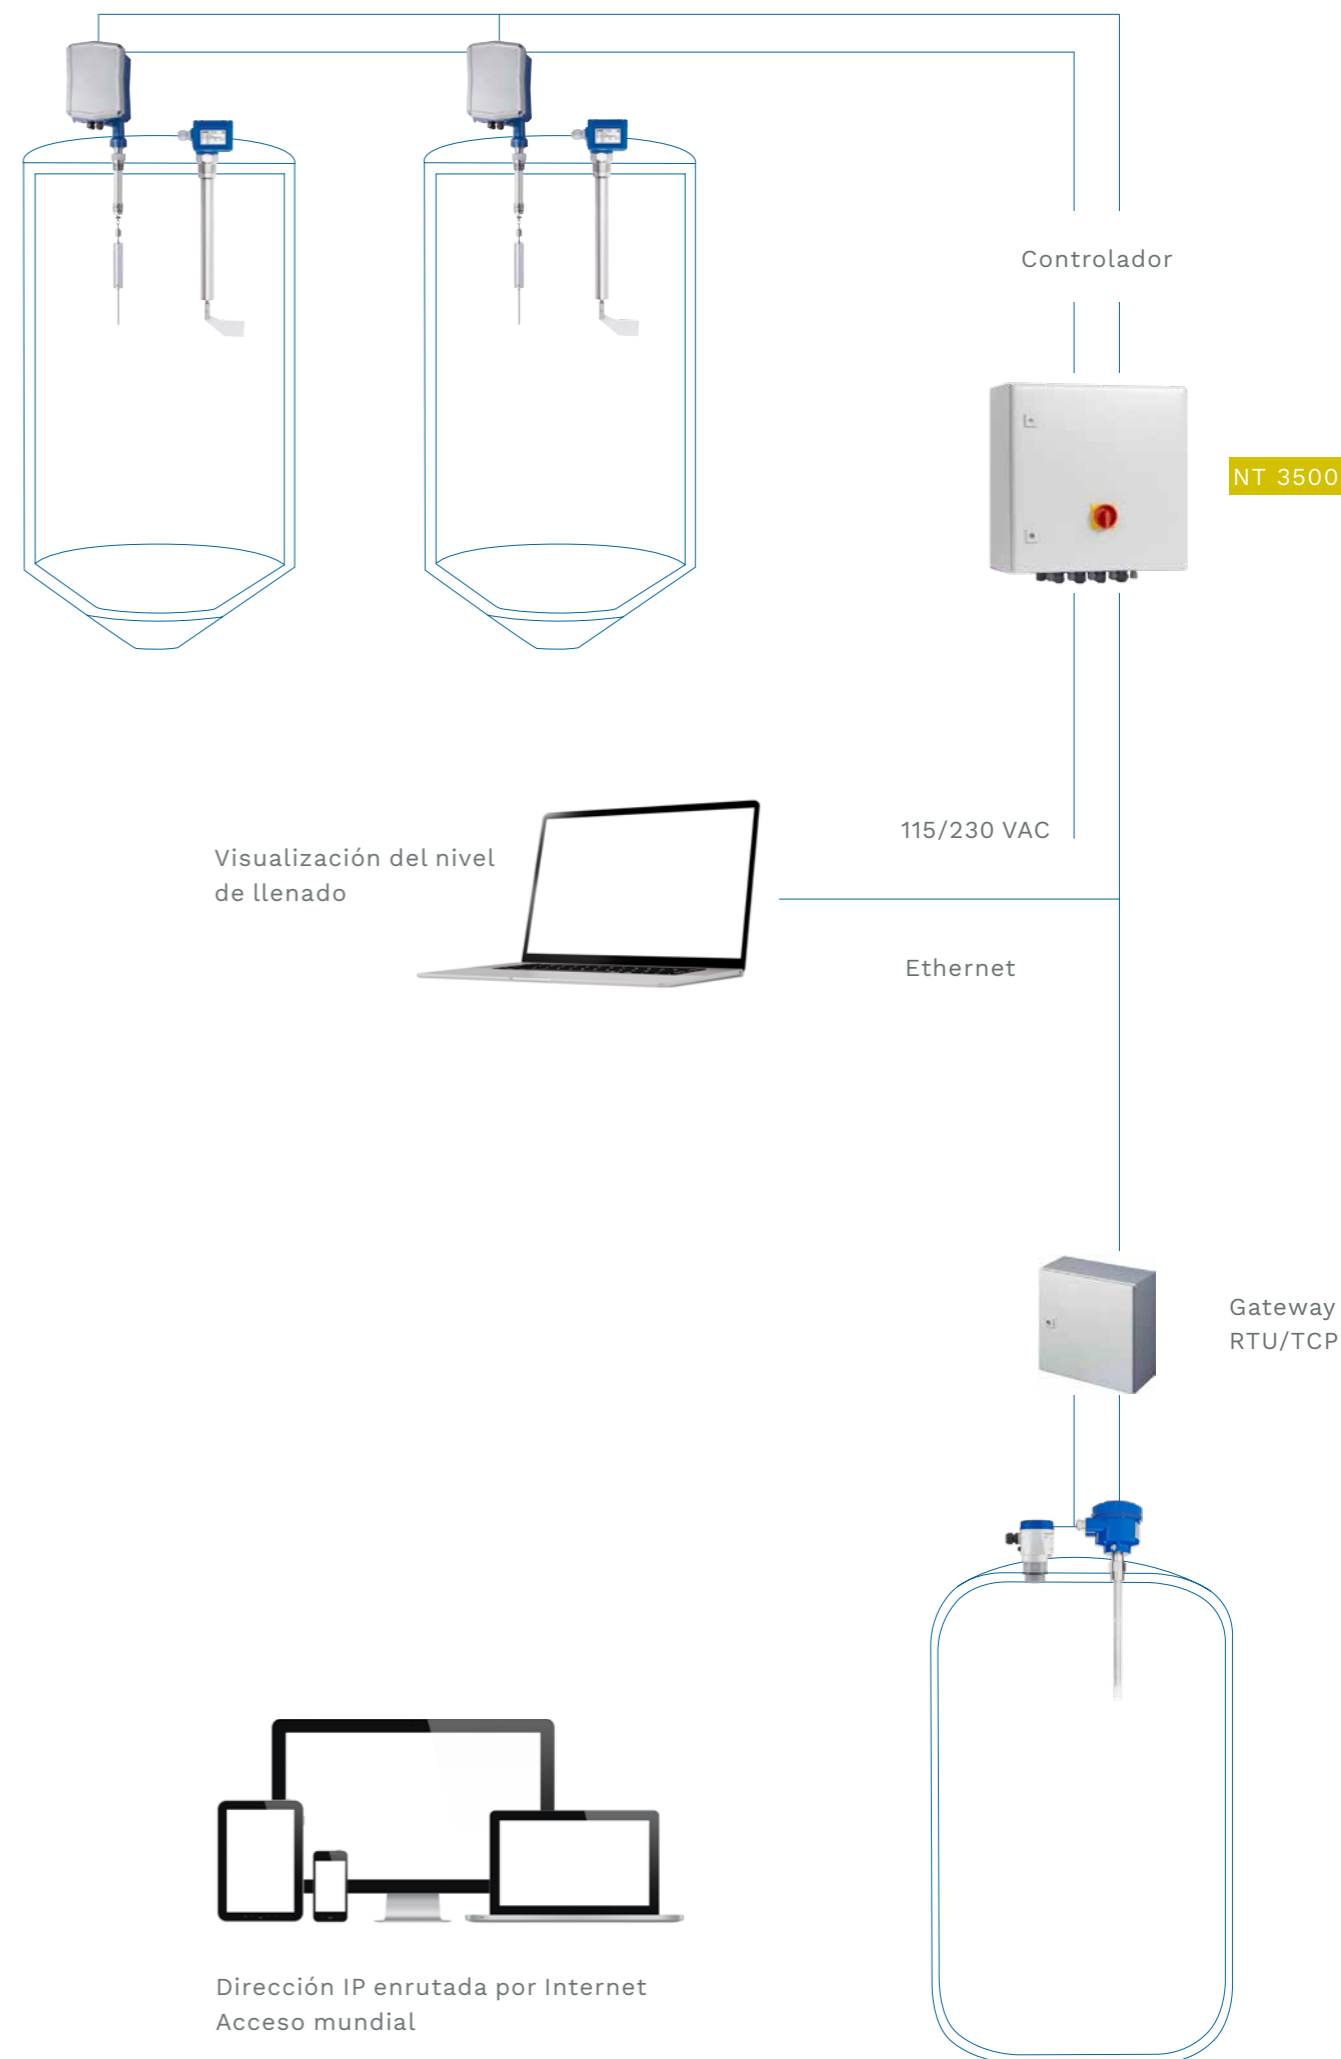 Controlador
NT 3500
115/230 VAC
Visualización del nivel
de llenado
Ethernet
Gateway
RTU/TCP
Dirección IP enrutada por Internet
Acceso mundial